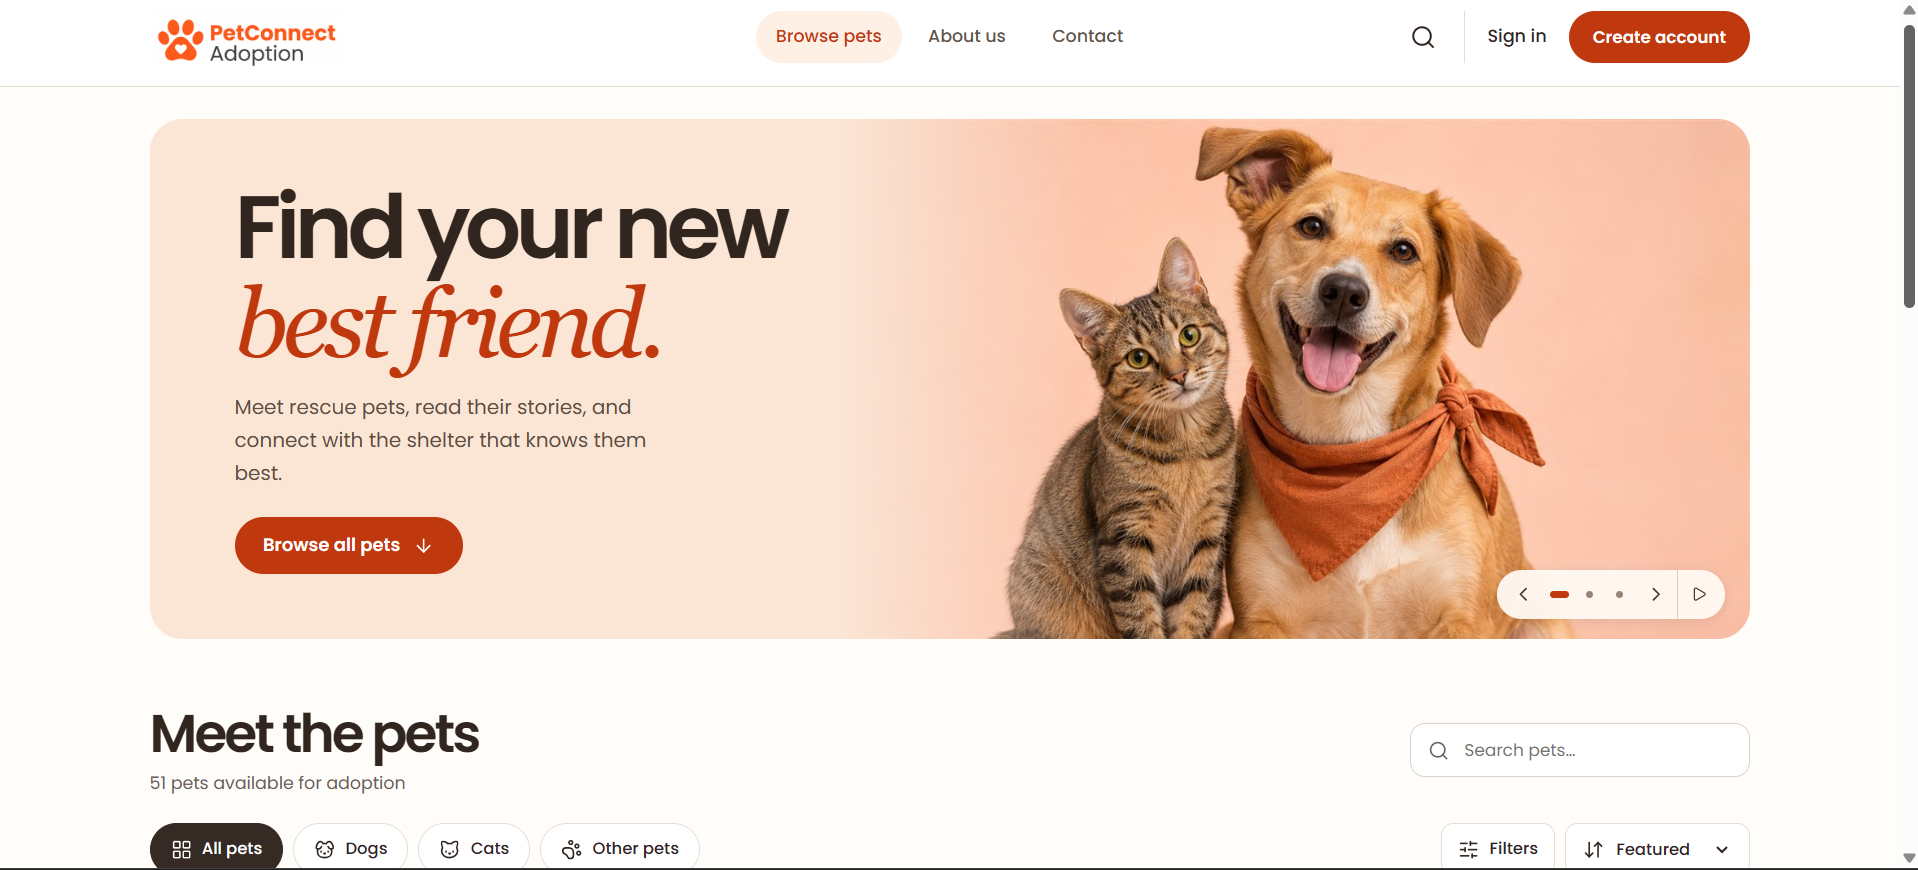 PetConnect
Adoption
Browse pets
About us
Contact
Sign in
Create account
Find your new
best friend.
Meet rescue pets, read their stories, and
connect with the shelter that knows them
best.
Browse all pets
Meet the pets
51 pets available for adoption
Search pets...
All pets
Dogs
Cats
Other pets
Filters
Featured